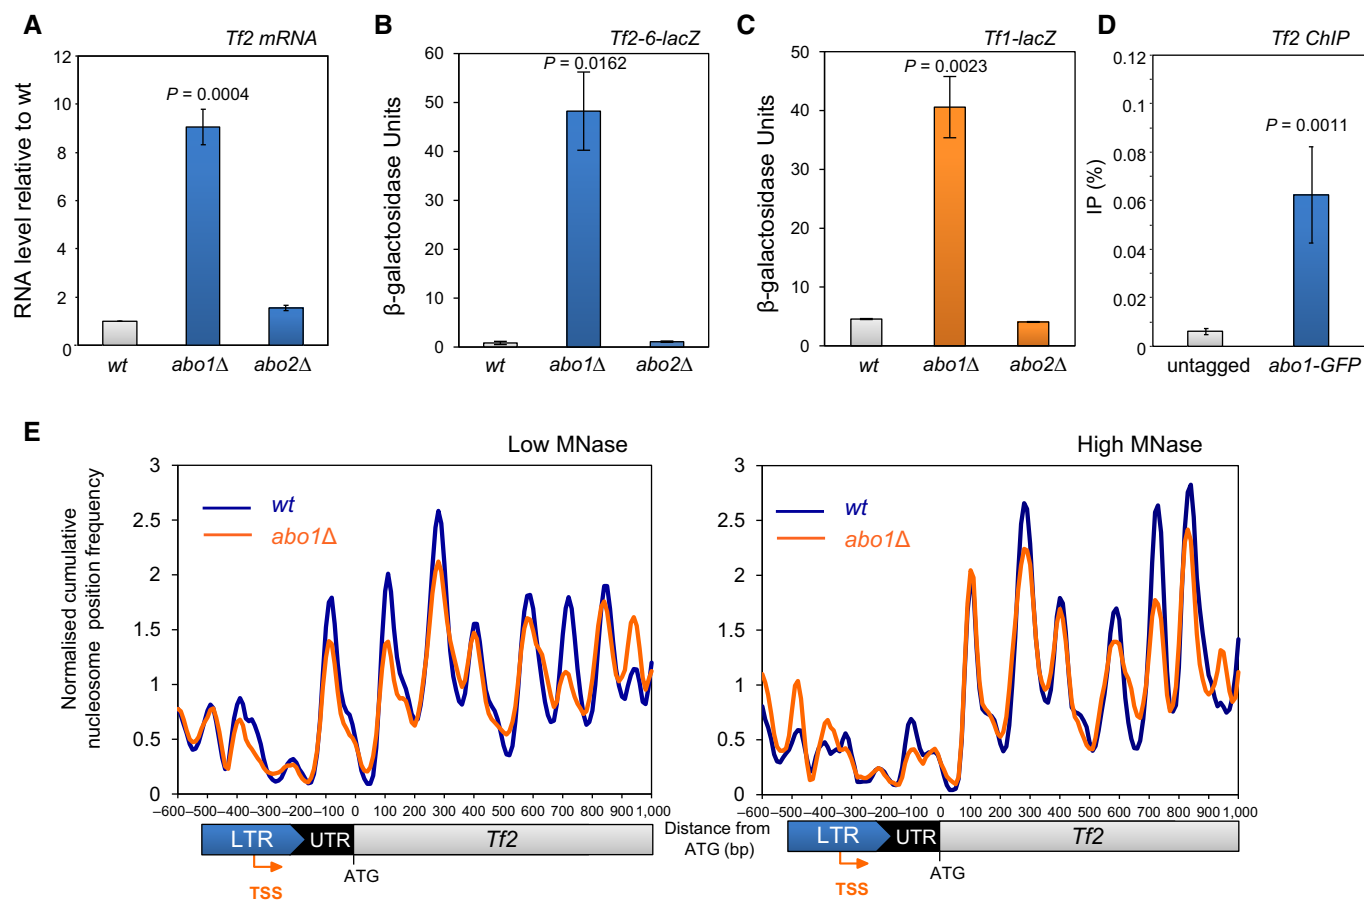 A
Tf2 mRNA
RNA level relative to wt
12
10
8
6
4
2
0
P = 0.0004
wt
abo1Δ
abo2Δ
B
Tf2-6-lacZ
β-galactosidase Units
60
50
40
30
20
10
0
P = 0.0162
wt
abo1Δ
abo2Δ
C
Tf1-lacZ
β-galactosidase Units
50
40
30
20
10
0
P = 0.0023
wt
abo1Δ
abo2Δ
D
Tf2 ChIP
IP (%)
0.12
0.1
0.08
0.06
0.04
0.02
0
P = 0.0011
untagged
abo1-GFP
E
Low MNase
Normalised cumulative
nucleosome position frequency
3
2.5
2
1.5
1
0.5
0
wt
abo1Δ
–600–500–400–300–200–100 0 100 200 300 400 500 600 700 800 900 1,000
LTR
UTR
Tf2
ATG
TSS
Distance from
ATG (bp)
High MNase
3
2.5
2
1.5
1
0.5
0
wt
abo1Δ
–600–500–400–300–200–100 0 100 200 300 400 500 600 700 800 900 1,000
LTR
UTR
Tf2
ATG
TSS